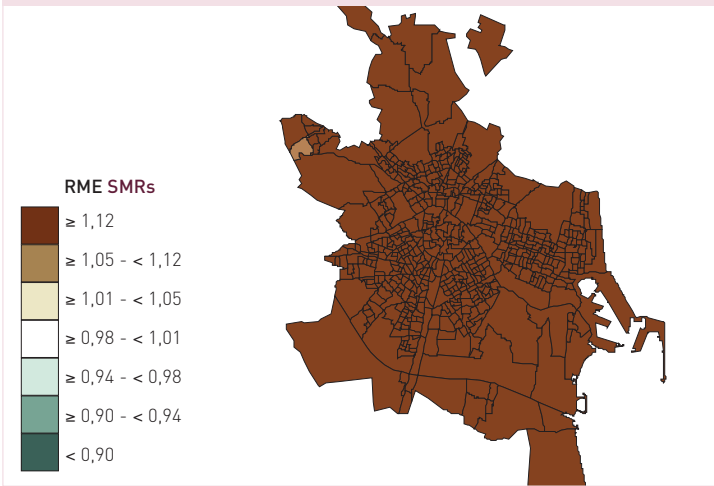 RME SMRs
≥ 1,12
≥ 1,05 - < 1,12
≥ 1,01 - < 1,05
≥ 0,98 - < 1,01
≥ 0,94 - < 0,98
≥ 0,90 - < 0,94
< 0,90